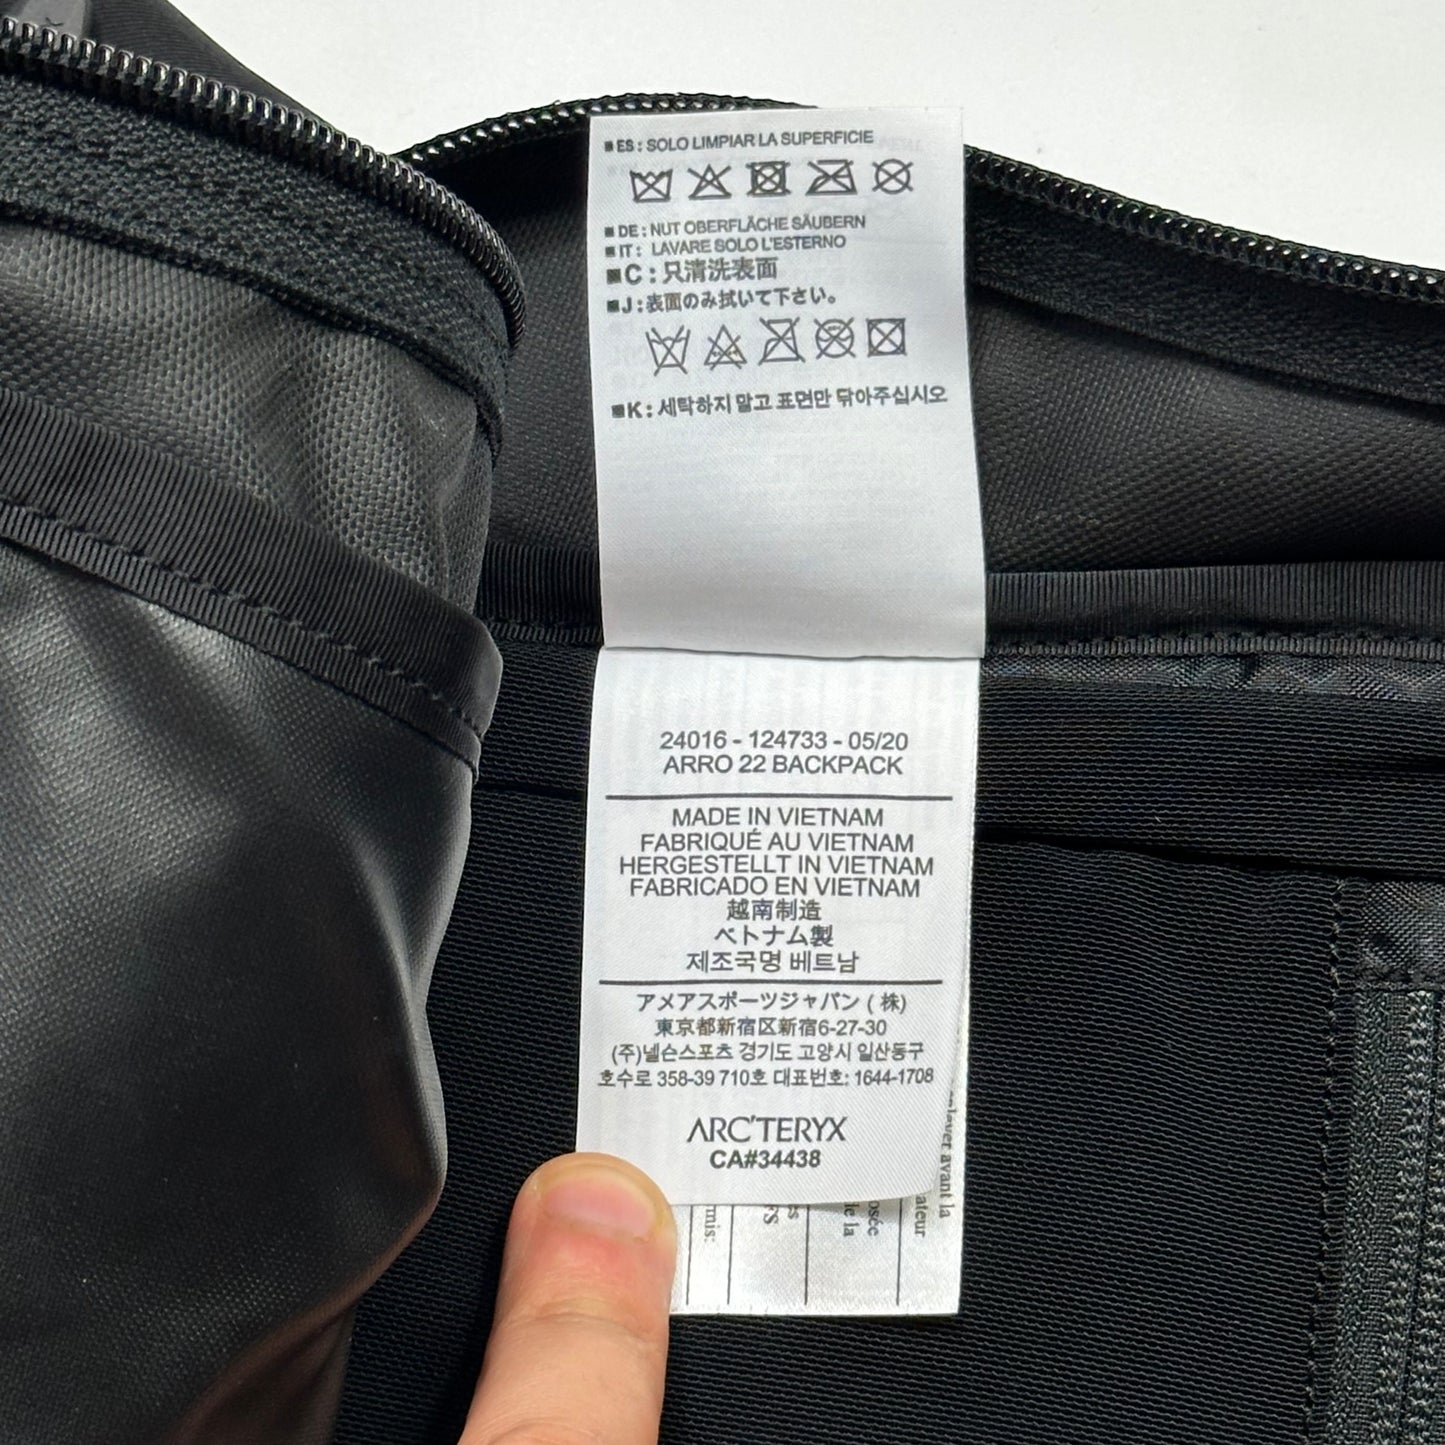 ■ ES : SOLO LIMPIAR LA SUPERFICIE
■ DE : NUT OBERFLÄCHE SÄUBERN
■ IT : LAVARE SOLO L'ESTERNO
■ C : 只清洗表面
■ J : 表面のみ拭いて下さい。
■ K : 세탁하지 말고 표면만 닦아주십시오
24016 - 124733 - 05/20
ARRO 22 BACKPACK
MADE IN VIETNAM
FABRIQUÉ AU VIETNAM
HERGESTELLT IN VIETNAM
FABRICADO EN VIETNAM
越南制造
ベトナム製
제조국명 베트남
アメアスポーツジャパン ( 株)
東京都新宿区新宿6-27-30
(주)넬슨스포츠 경기도 고양시 일산동구
호수로 358-39 710호 대표번호: 1644-1708
ARC'TERYX
CA#34438
mis:
de la
avant la